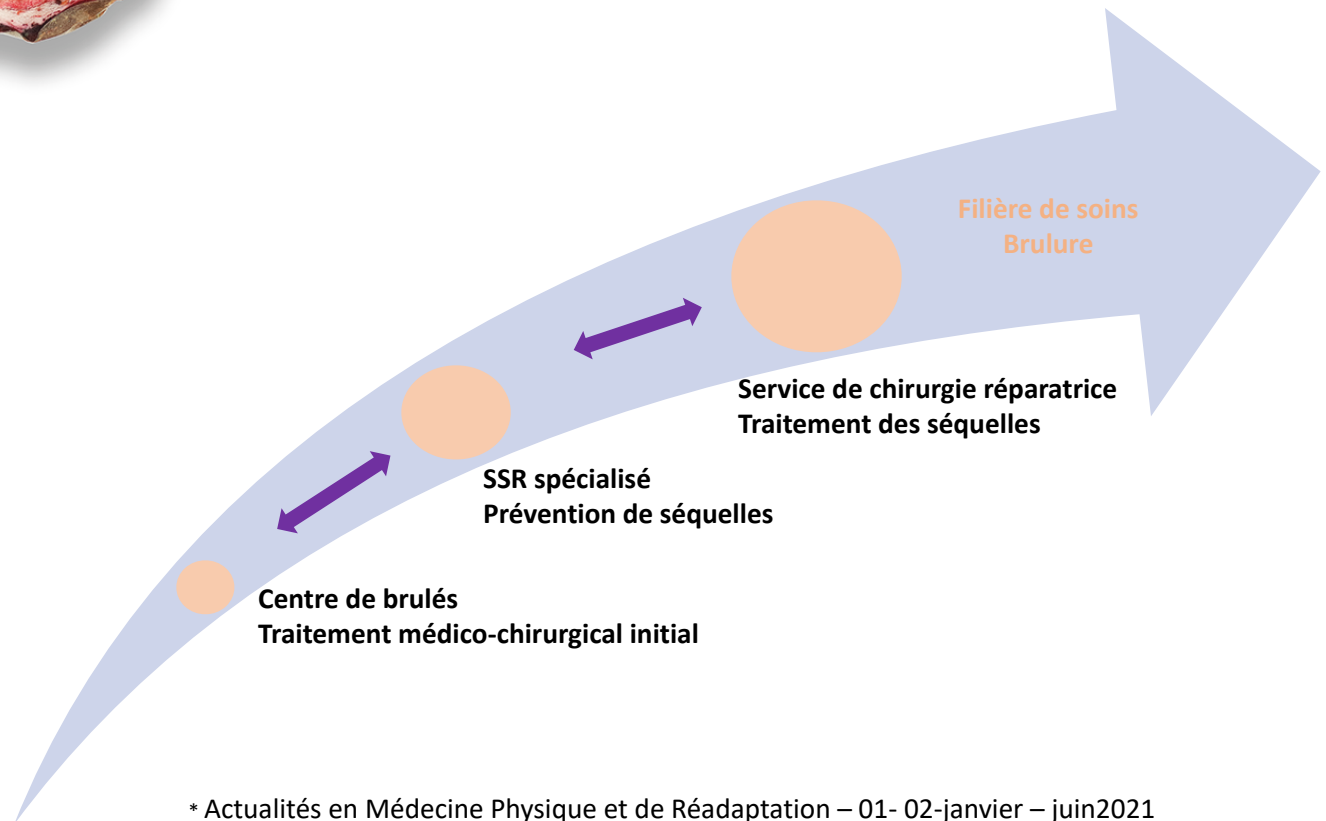 Filière de soins
Brulure
Service de chirurgie réparatrice
Traitement des séquelles
SSR spécialisé
Prévention de séquelles
Centre de brulés
Traitement médico-chirurgical initial
* Actualités en Médecine Physique et de Réadaptation – 01- 02-janvier – juin2021